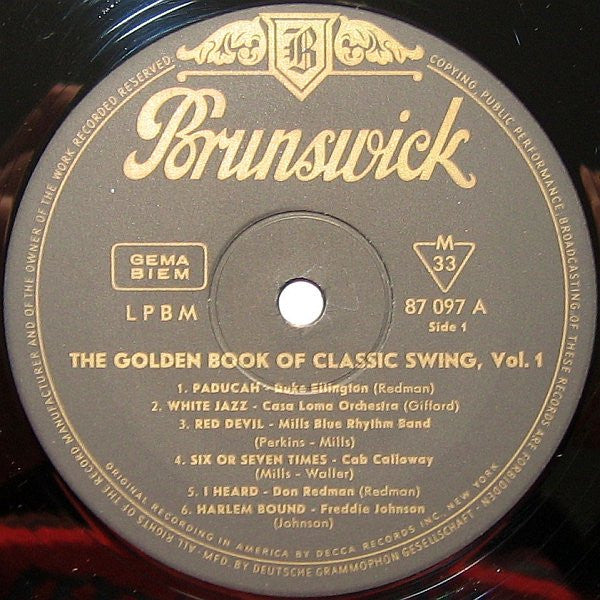 B
Brunswick
GEMA
BIEM
M
33
LPBM
87 097 A
Side 1
THE GOLDEN BOOK OF CLASSIC SWING, Vol. 1
1. PADUCAH - Duke Ellington (Redman)
2. WHITE JAZZ - Casa Loma Orchestra (Gifford)
3. RED DEVIL - Mills Blue Rhythm Band
(Perkins - Mills)
4. SIX OR SEVEN TIMES - Cab Calloway
(Mills - Waller)
5. I HEARD - Don Redman (Redman)
6. HARLEM BOUND - Freddie Johnson
(Johnson)
ORIGINAL RECORDING IN AMERICA BY DECCA RECORDS INC., NEW YORK
ALL RIGHTS OF THE RECORD MANUFACTURER AND OF THE OWNER OF THE WORK RECORDED RESERVED.
COPYING, PUBLIC PERFORMANCE, BROADCASTING OF THESE RECORDS ARE FORBIDDEN
- MFD. BY DEUTSCHE GRAMMOPHON GESELLSCHAFT -